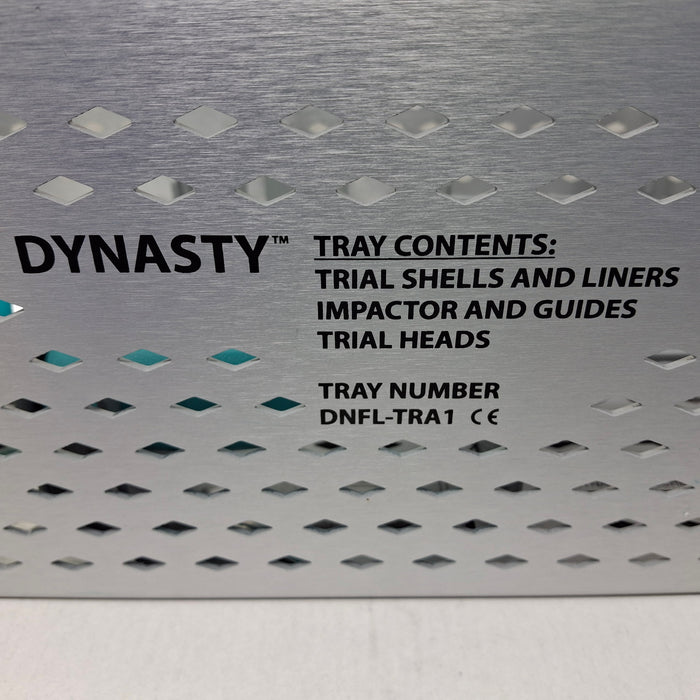 DYNASTY™
TRAY CONTENTS:
TRIAL SHELLS AND LINERS
IMPACTOR AND GUIDES
TRIAL HEADS
TRAY NUMBER
DNFL-TRA1 CE